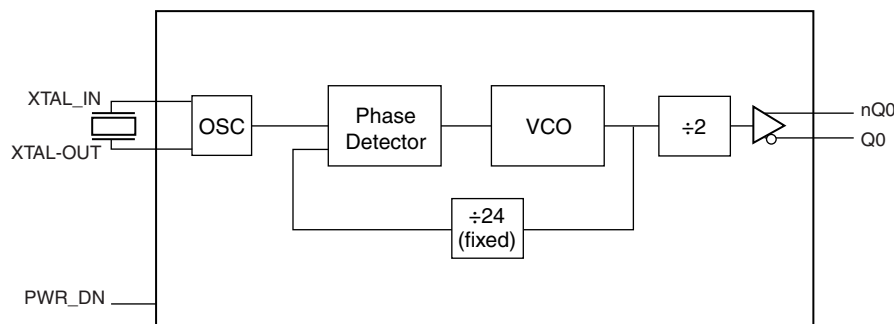 XTAL_IN
XTAL-OUT
OSC
Phase
Detector
VCO
÷2
nQ0
Q0
÷24
(fixed)
PWR_DN